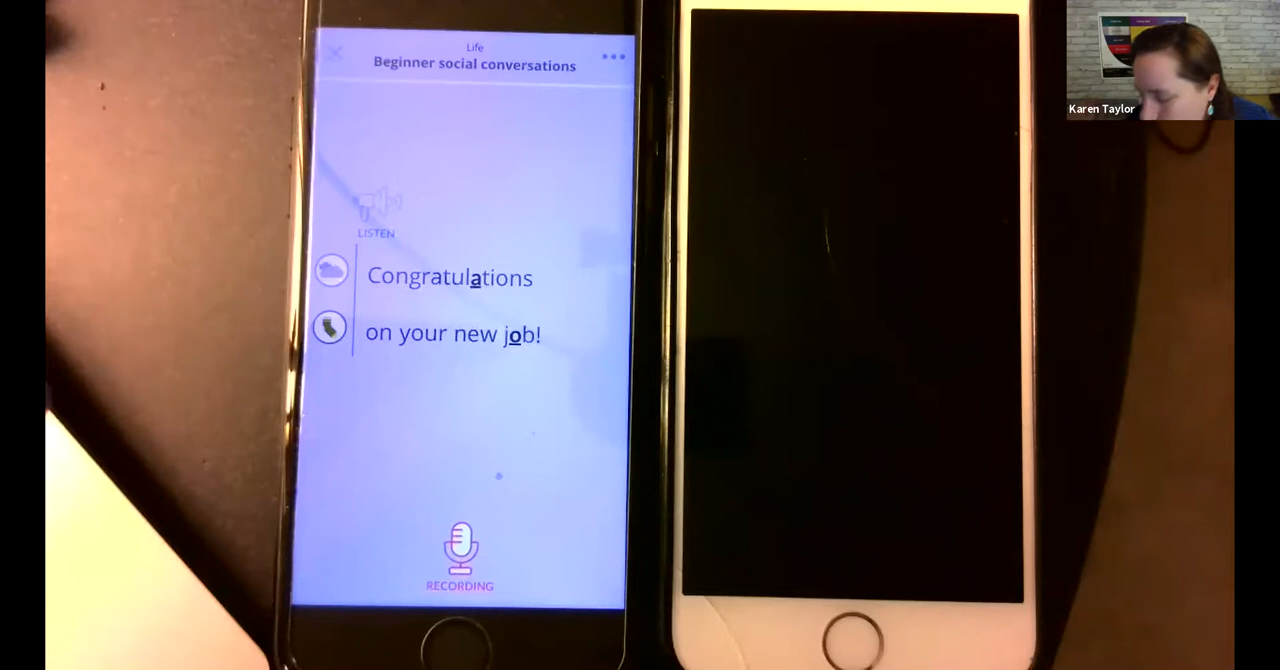 Life
Beginner social conversations
Karen Taylor
LISTEN
Congratulations
on your new job!
RECORDING